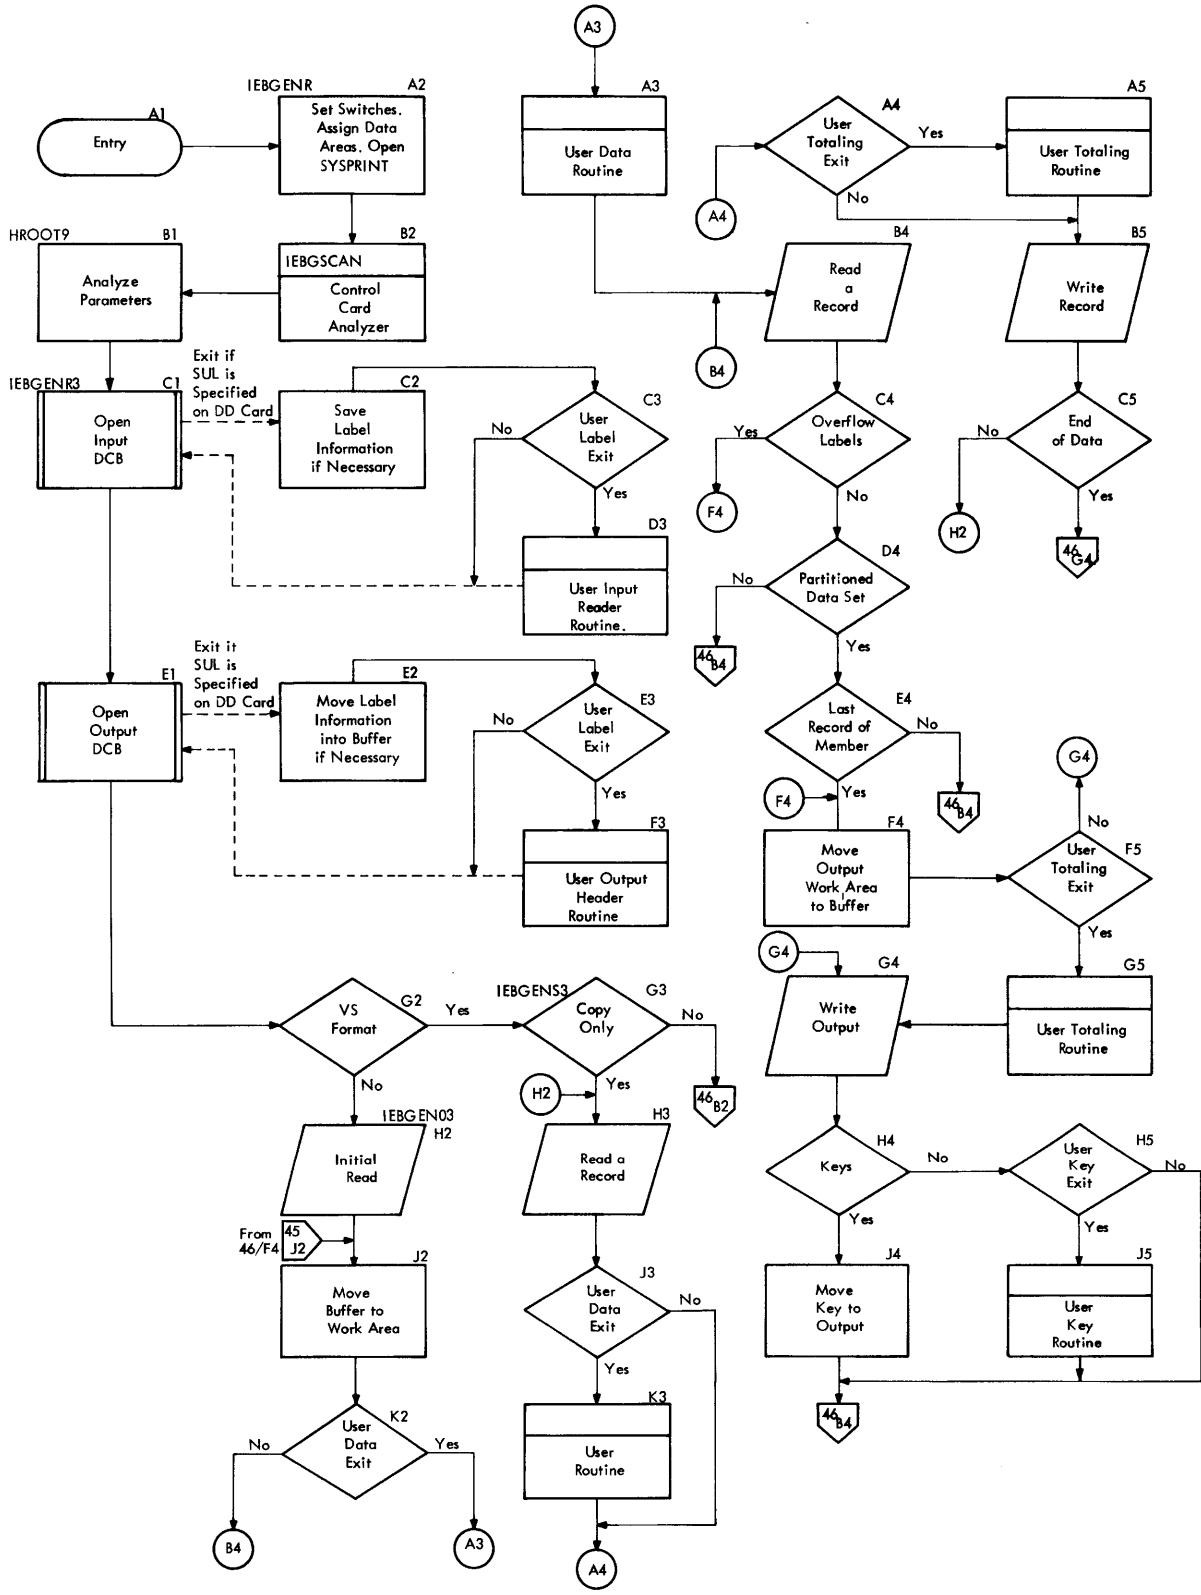 A3
IEBGENR
A2
A3
A5
A1
Entry
Set Switches.
Assign Data
Areas. Open
SYSPRINT
User Data
Routine
A4
User
Totaling
Exit
Yes
No
A4
User Totaling
Routine
HROOT9
B1
Analyze
Parameters
B2
IEBGSCAN
Control
Card
Analyzer
B4
Read
a
Record
B4
B5
Write
Record
IEBGENR3
C1
Open
Input
DCB
Exit if
SUL is
Specified
on DD Card
C2
Save
Label
Information
if Necessary
C3
User
Label
Exit
No
Yes
C4
Overflow
Labels
Yes
No
F4
C5
End
of Data
No
Yes
H2
46
G4
D3
User Input
Reader
Routine.
D4
Partitioned
Data Set
No
Yes
46
B4
E1
Open
Output
DCB
Exit it
SUL is
Specified
on DD Card
E2
Move Label
Information
into Buffer
if Necessary
E3
User
Label
Exit
No
Yes
E4
Last
Record of
Member
No
Yes
46
B4
G4
F3
User Output
Header
Routine
F4
F4
Move
Output
Work Area
to Buffer
No
F5
User
Totaling
Exit
Yes
G2
VS
Format
Yes
No
IEBGENS3
G3
Copy
Only
No
Yes
46
B2
G4
G4
Write
Output
G5
User Totaling
Routine
IEBGEN03
H2
Initial
Read
H2
H3
Read a
Record
H4
Keys
No
Yes
H5
User
Key
Exit
No
Yes
From
46/F4
45
J2
J2
Move
Buffer to
Work Area
J3
User
Data
Exit
No
Yes
J4
Move
Key to
Output
J5
User
Key
Routine
46
B4
K2
User
Data
Exit
No
Yes
B4
A3
K3
User
Routine
A4